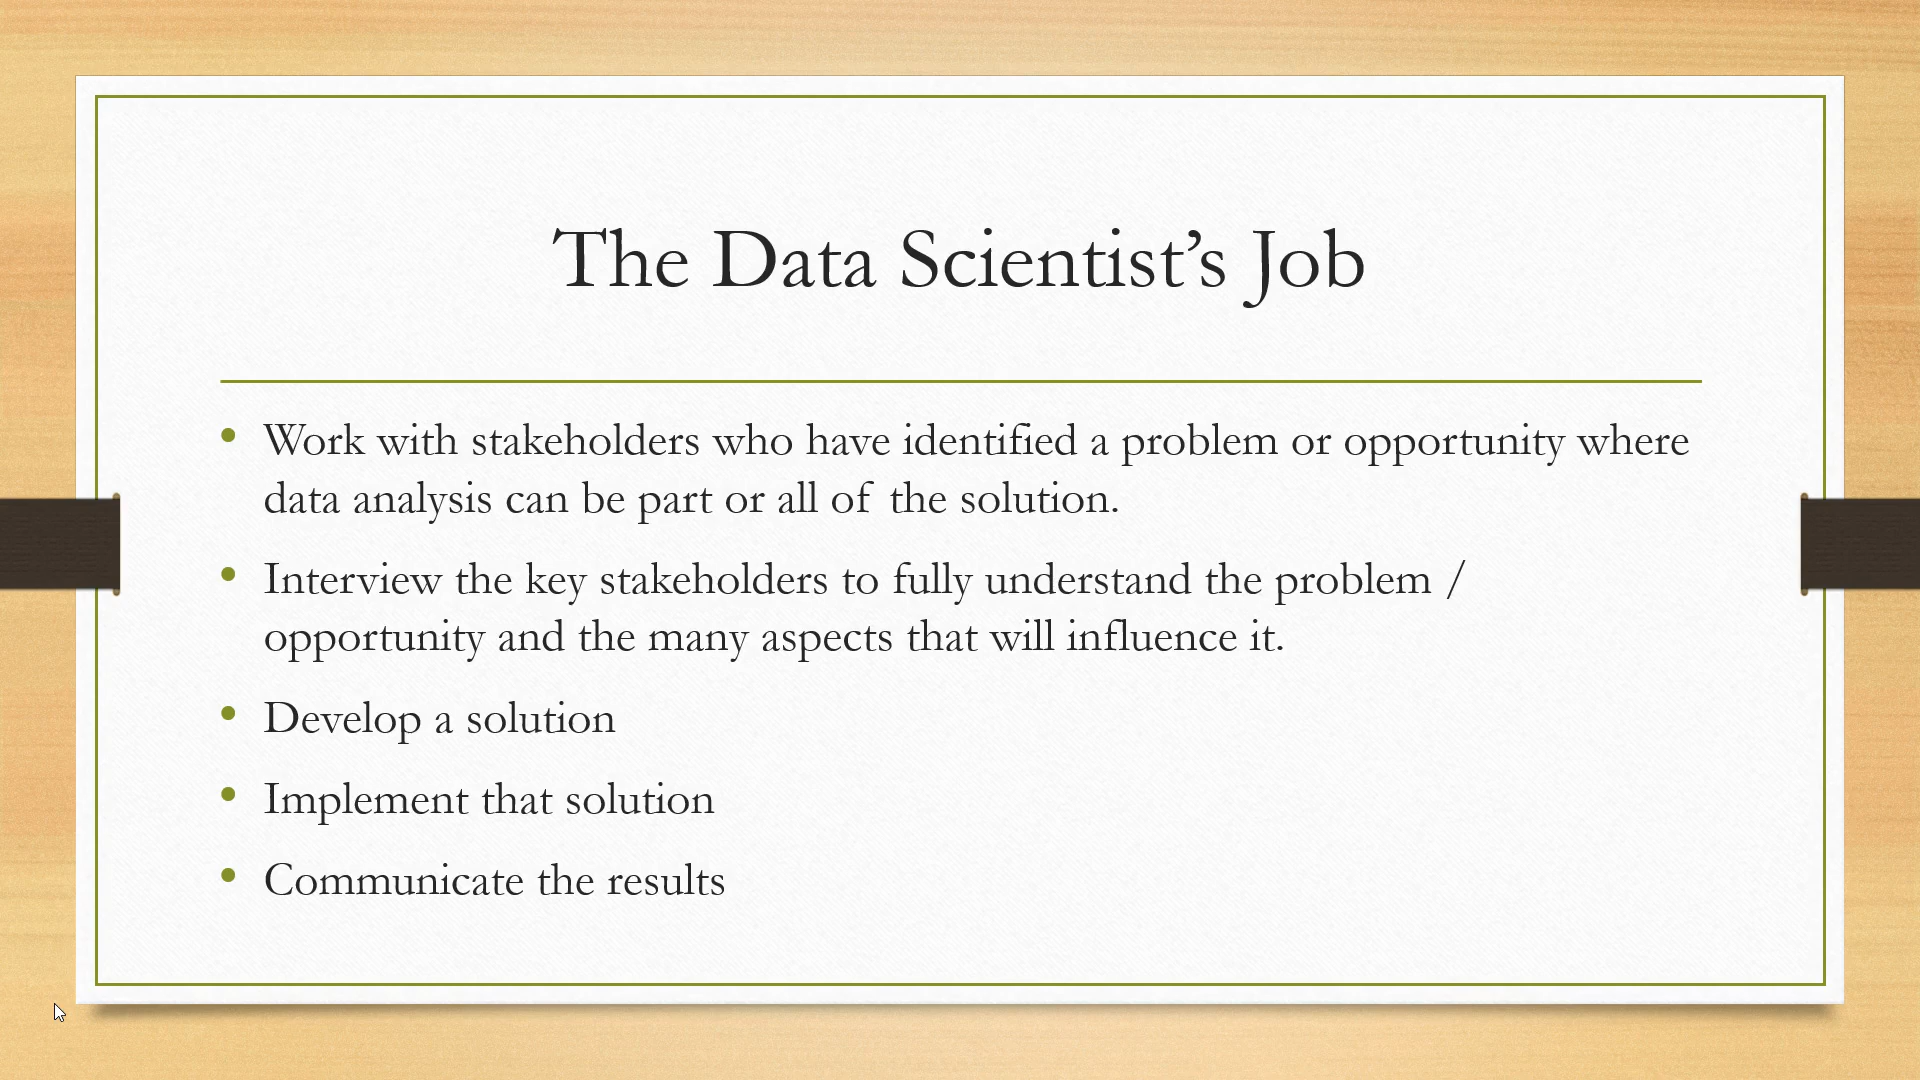 The Data Scientist’s Job
• Work with stakeholders who have identified a problem or opportunity where
data analysis can be part or all of the solution.
• Interview the key stakeholders to fully understand the problem /
opportunity and the many aspects that will influence it.
• Develop a solution
• Implement that solution
• Communicate the results